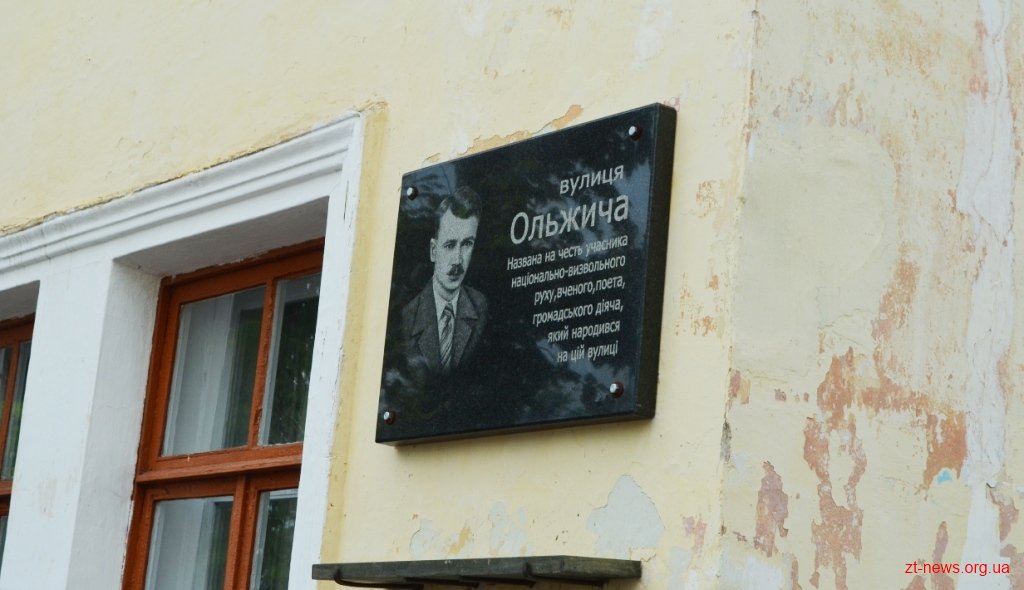 вулиця
Ольжича
Названа на честь учасника
національно-визвольного
руху,вченого,поета,
громадського діяча,
який народився
на цій вулиці
zt-news.org.ua